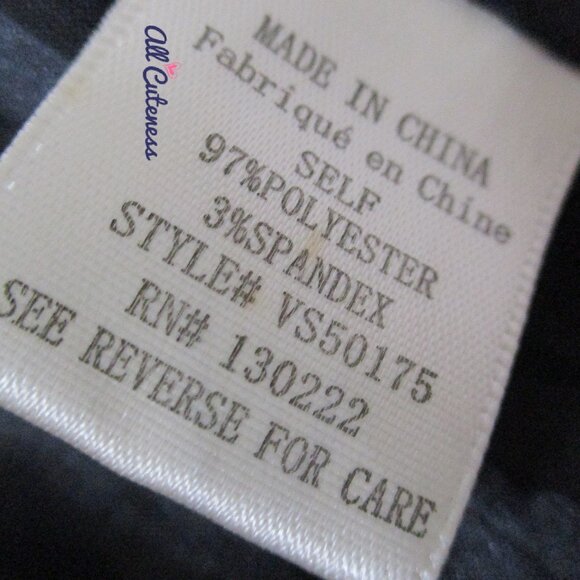 All Cuteness
MADE IN CHINA
Fabriqué en Chine
SELF
97%POLYESTER
3%SPANDEX
STYLE# VS50175
RN# 130222
SEE REVERSE FOR CARE